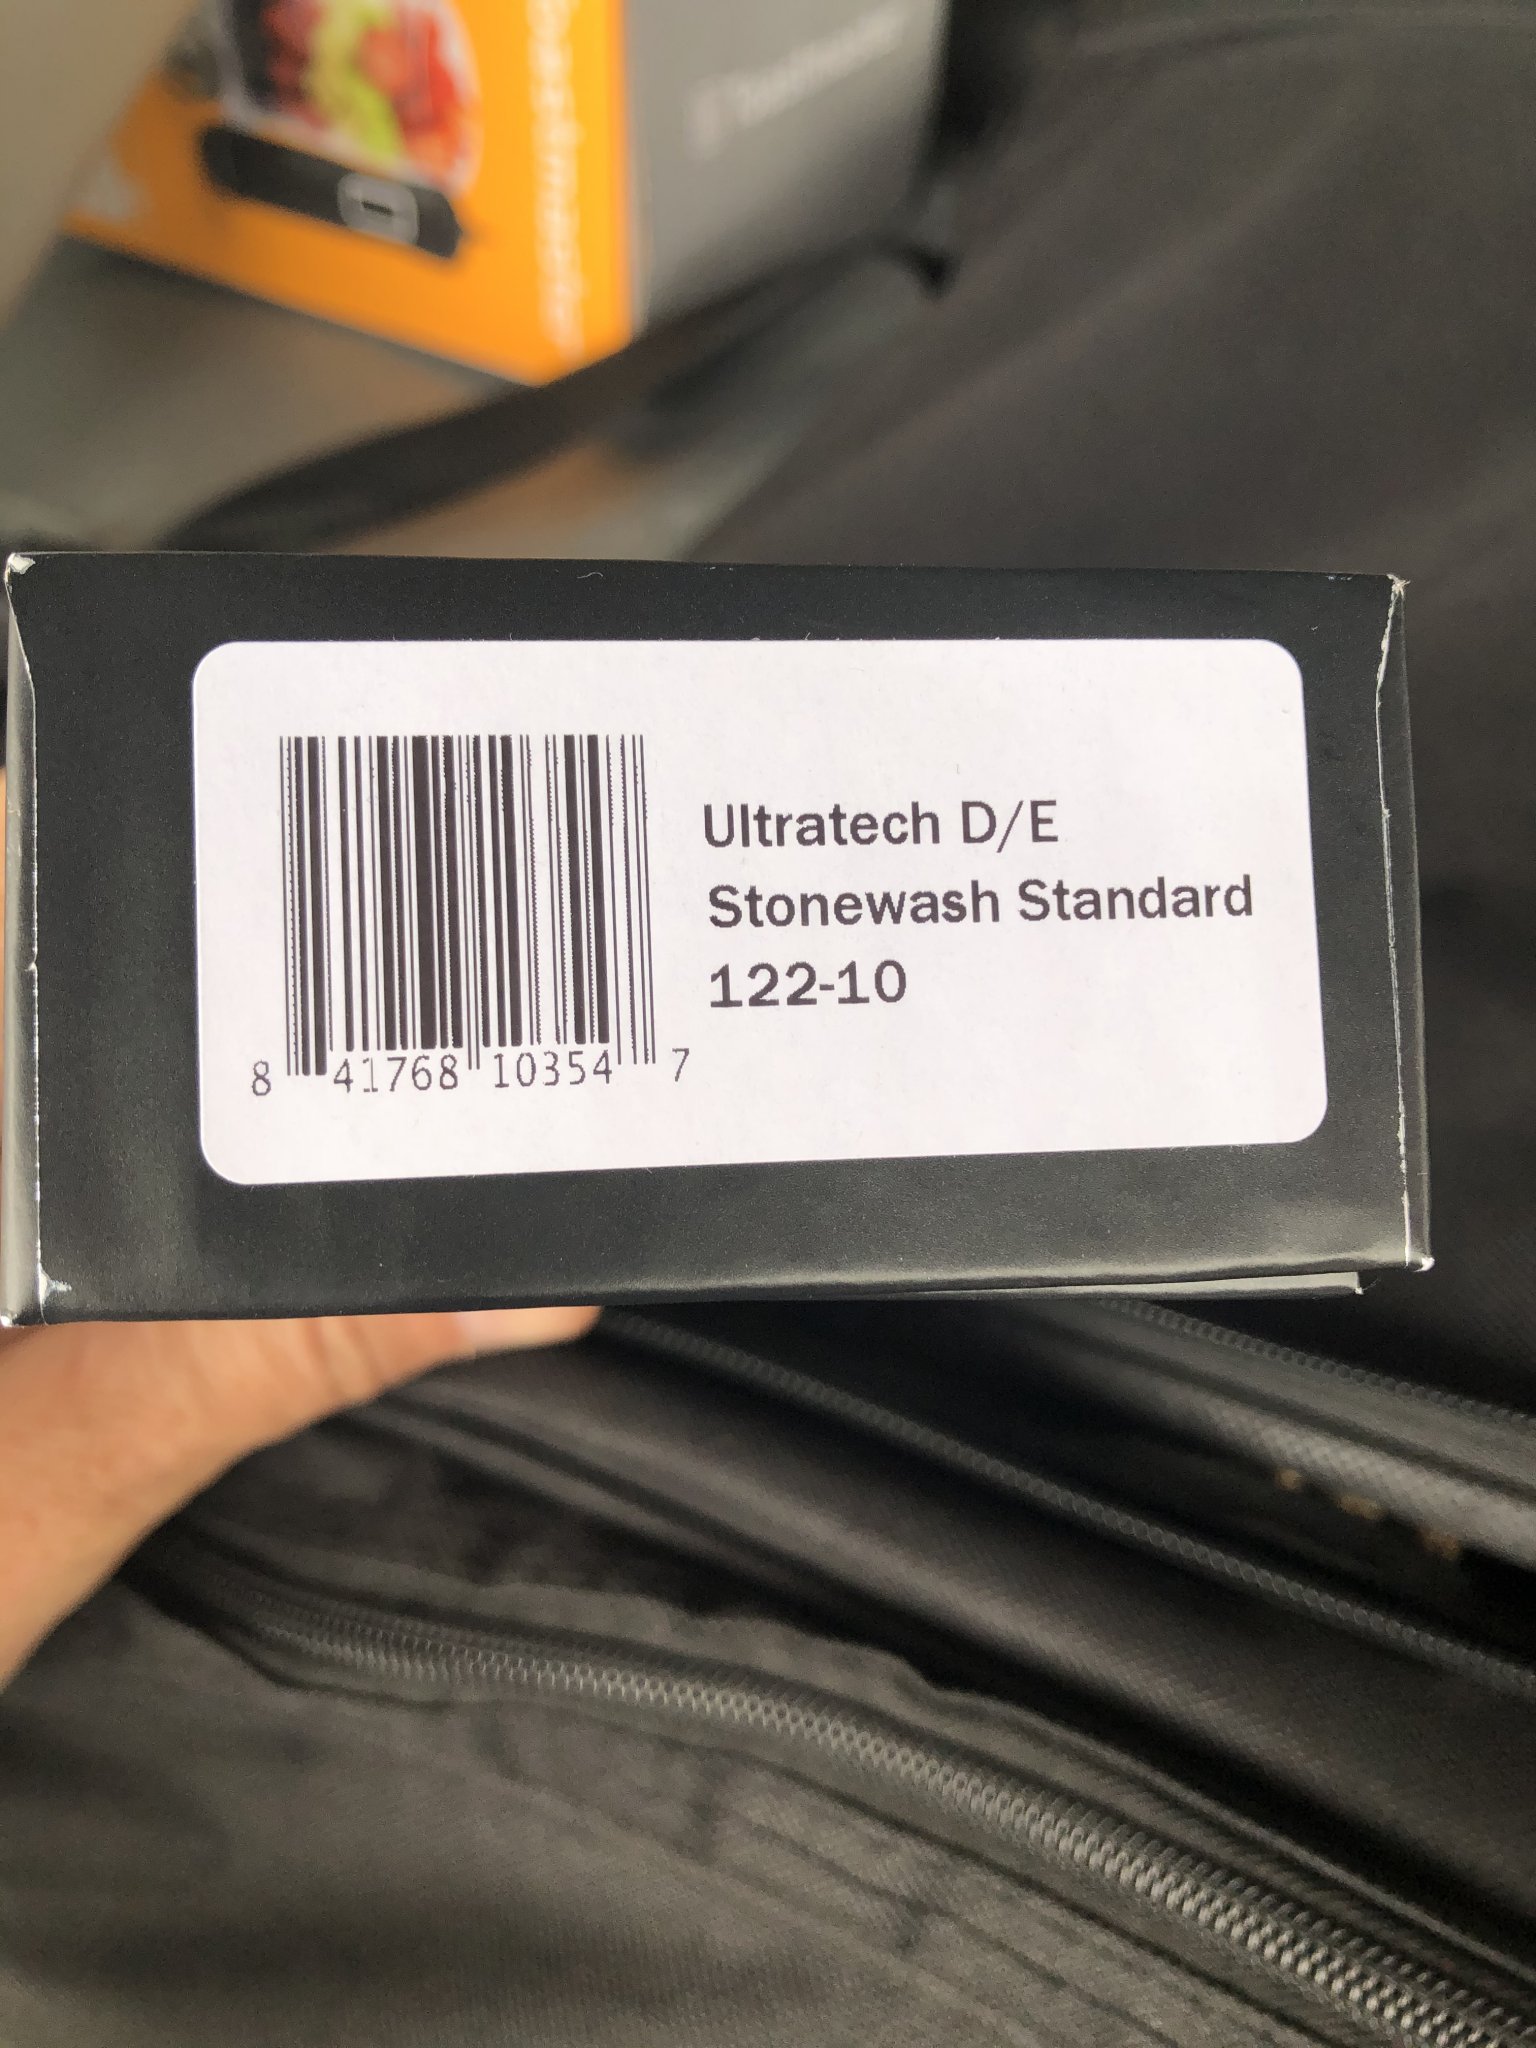 Ultratech D/E
Stonewash Standard
122-10
8 41768 10354 7